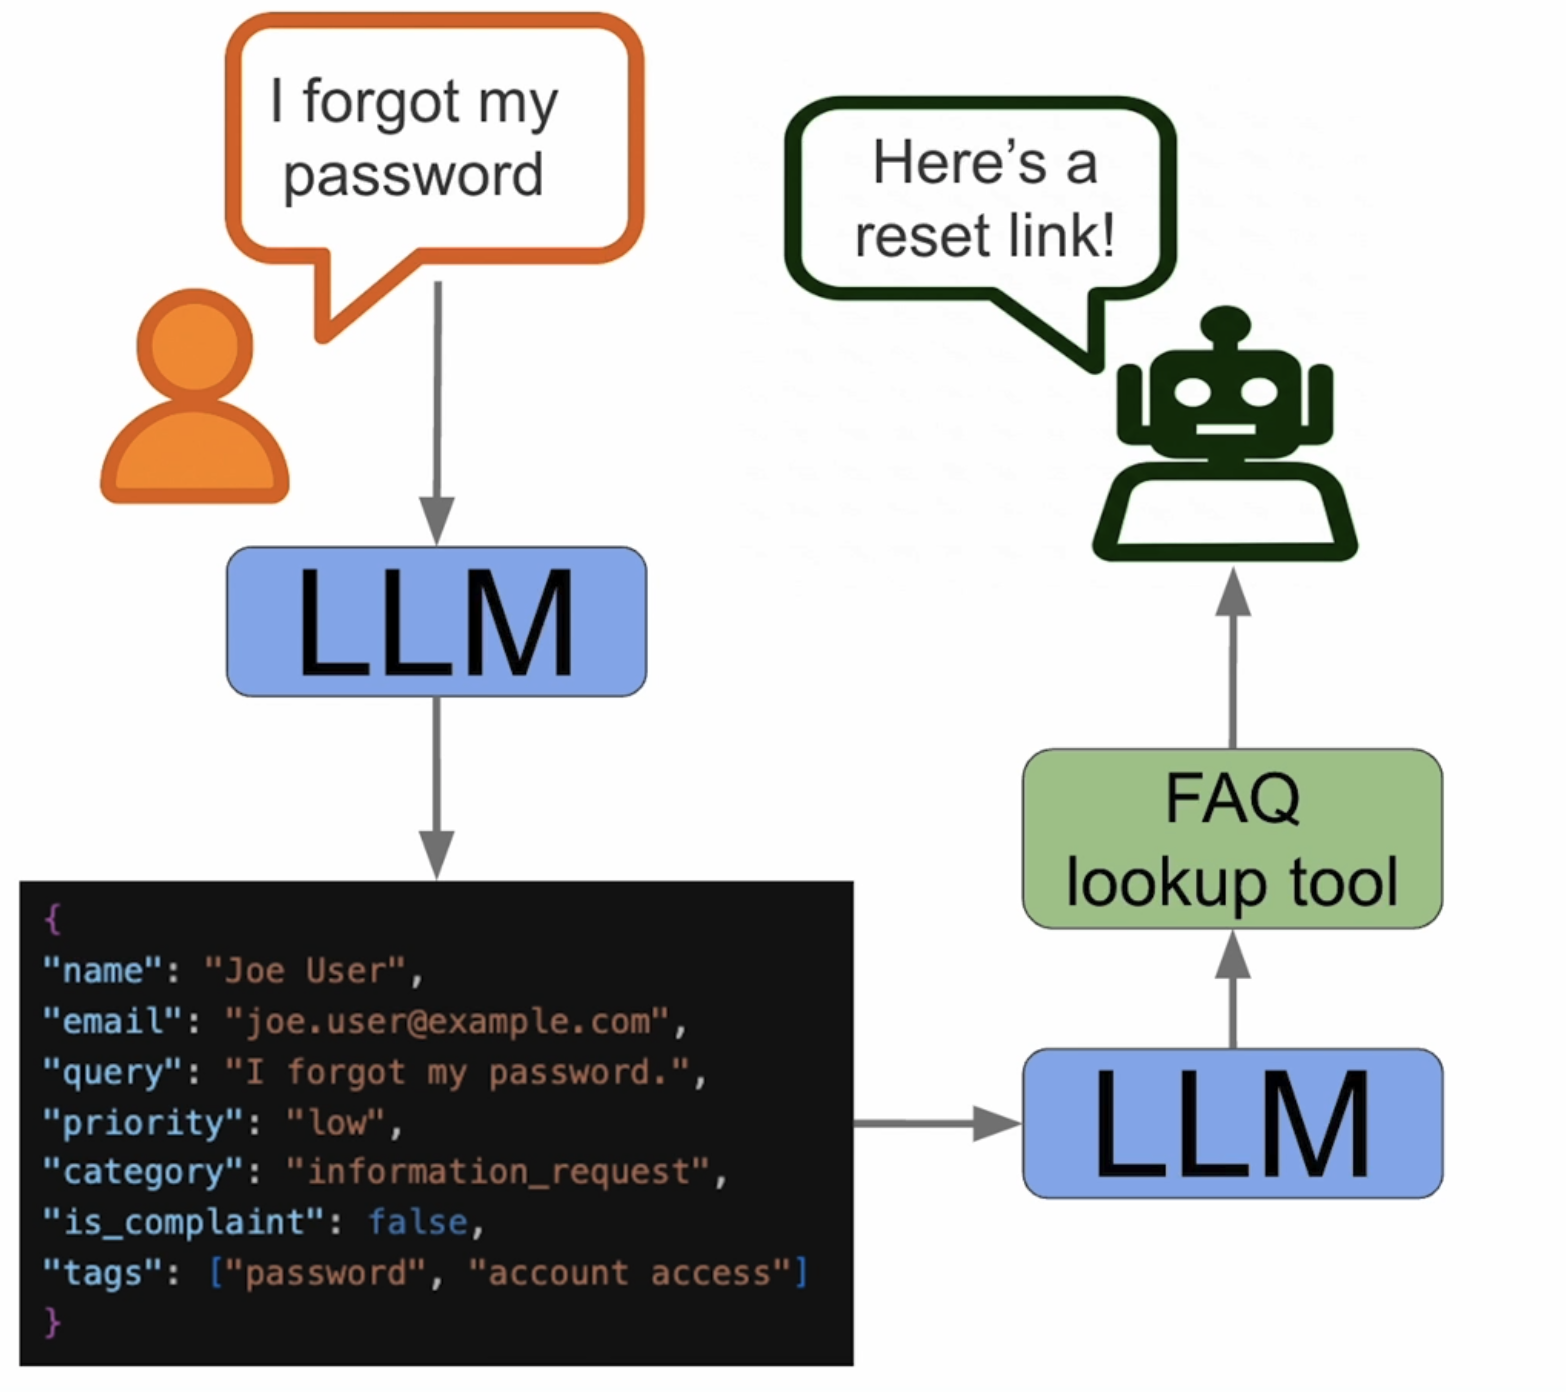 I forgot my
password
Here’s a
reset link!
LLM
{
"name": "Joe User",
"email": "joe.user@example.com",
"query": "I forgot my password.",
"priority": "low",
"category": "information_request",
"is_complaint": false,
"tags": ["password", "account access"]
}
LLM
FAQ
lookup tool